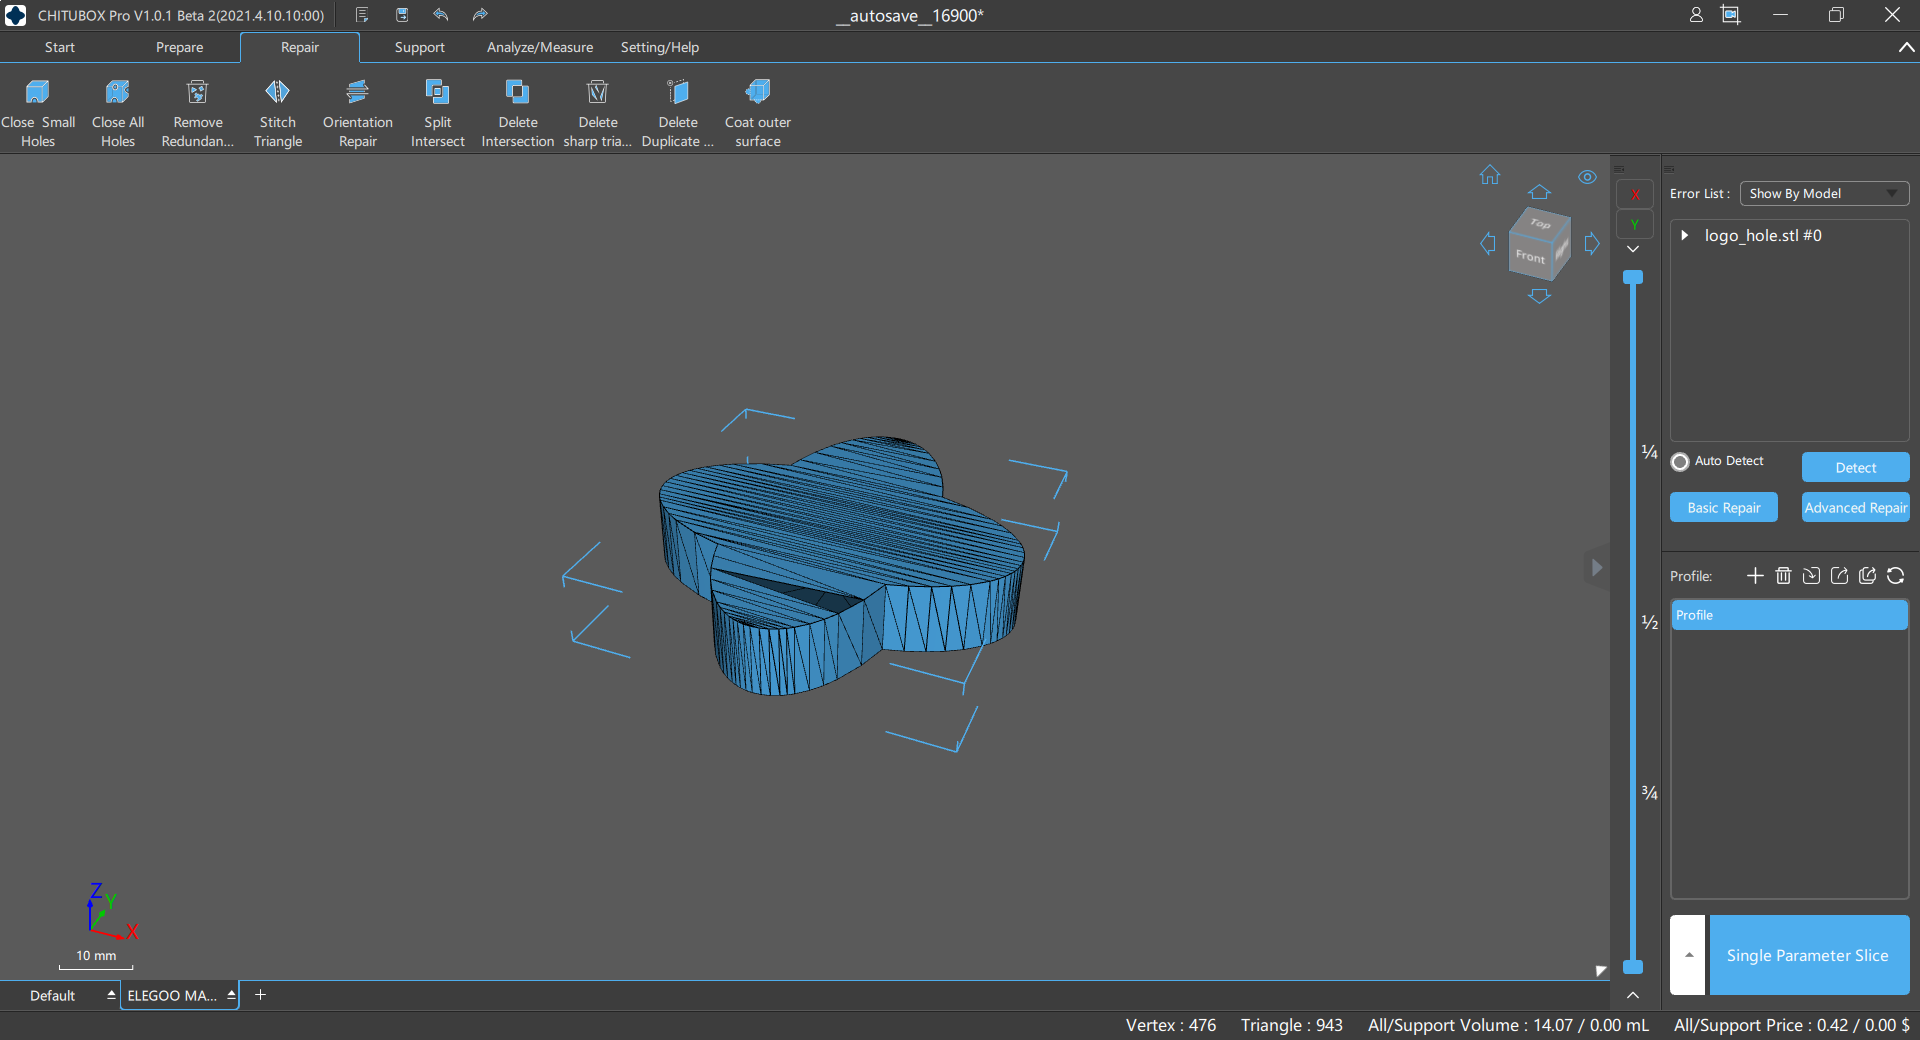 CHITUBOX Pro V1.0.1 Beta 2(2021.4.10.10:00)
__autosave__16900*
Start
Prepare
Repair
Support
Analyze/Measure
Setting/Help
Close Small
Holes
Close All
Holes
Remove
Redundan...
Stitch
Triangle
Orientation
Repair
Split
Intersect
Delete
Intersection
Delete
sharp tria...
Delete
Duplicate ...
Coat outer
surface
Top
Front
X
Y
Error List :
Show By Model
logo_hole.stl #0
Auto Detect
Detect
Basic Repair
Advanced Repair
¼
½
¾
Profile:
Profile
Single Parameter Slice
Z
Y
X
10 mm
Default
ELEGOO MA...
Vertex : 476
Triangle : 943
All/Support Volume : 14.07 / 0.00 mL
All/Support Price : 0.42 / 0.00 $